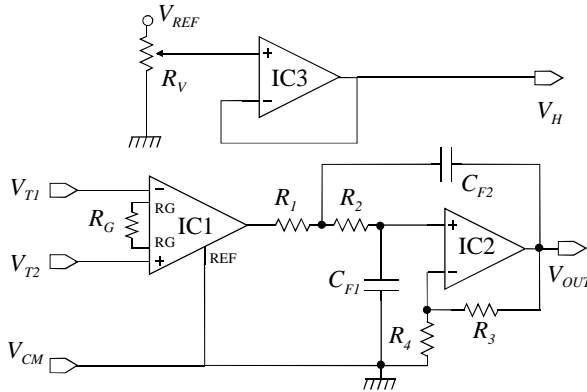 V_REF
R_V
+
IC3
−
V_H
V_T1
−
R_G
RG
IC1
RG
V_T2
+
REF
R_1
R_2
C_F2
+
IC2
−
V_OUT
C_F1
R_4
R_3
V_CM